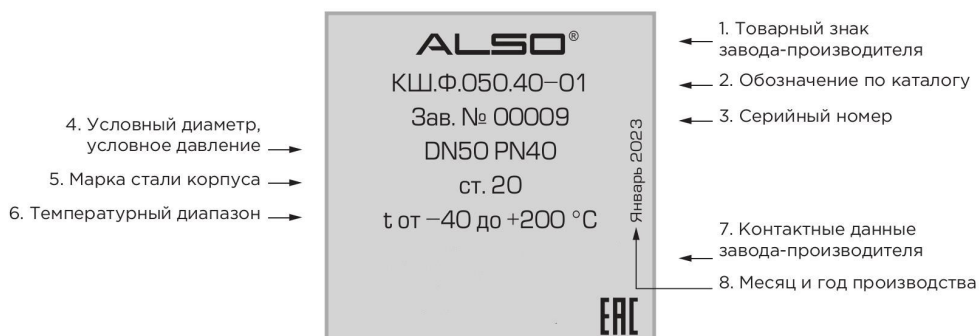 ALSO®
КШ.Ф.050.40-01
Зав. № 00009
DN50 PN40
ст. 20
t от -40 до +200 °C
Январь 2023
EAC
1. Товарный знак
завода-производителя
2. Обозначение по каталогу
3. Серийный номер
4. Условный диаметр,
условное давление
5. Марка стали корпуса
6. Температурный диапазон
7. Контактные данные
завода-производителя
8. Месяц и год производства